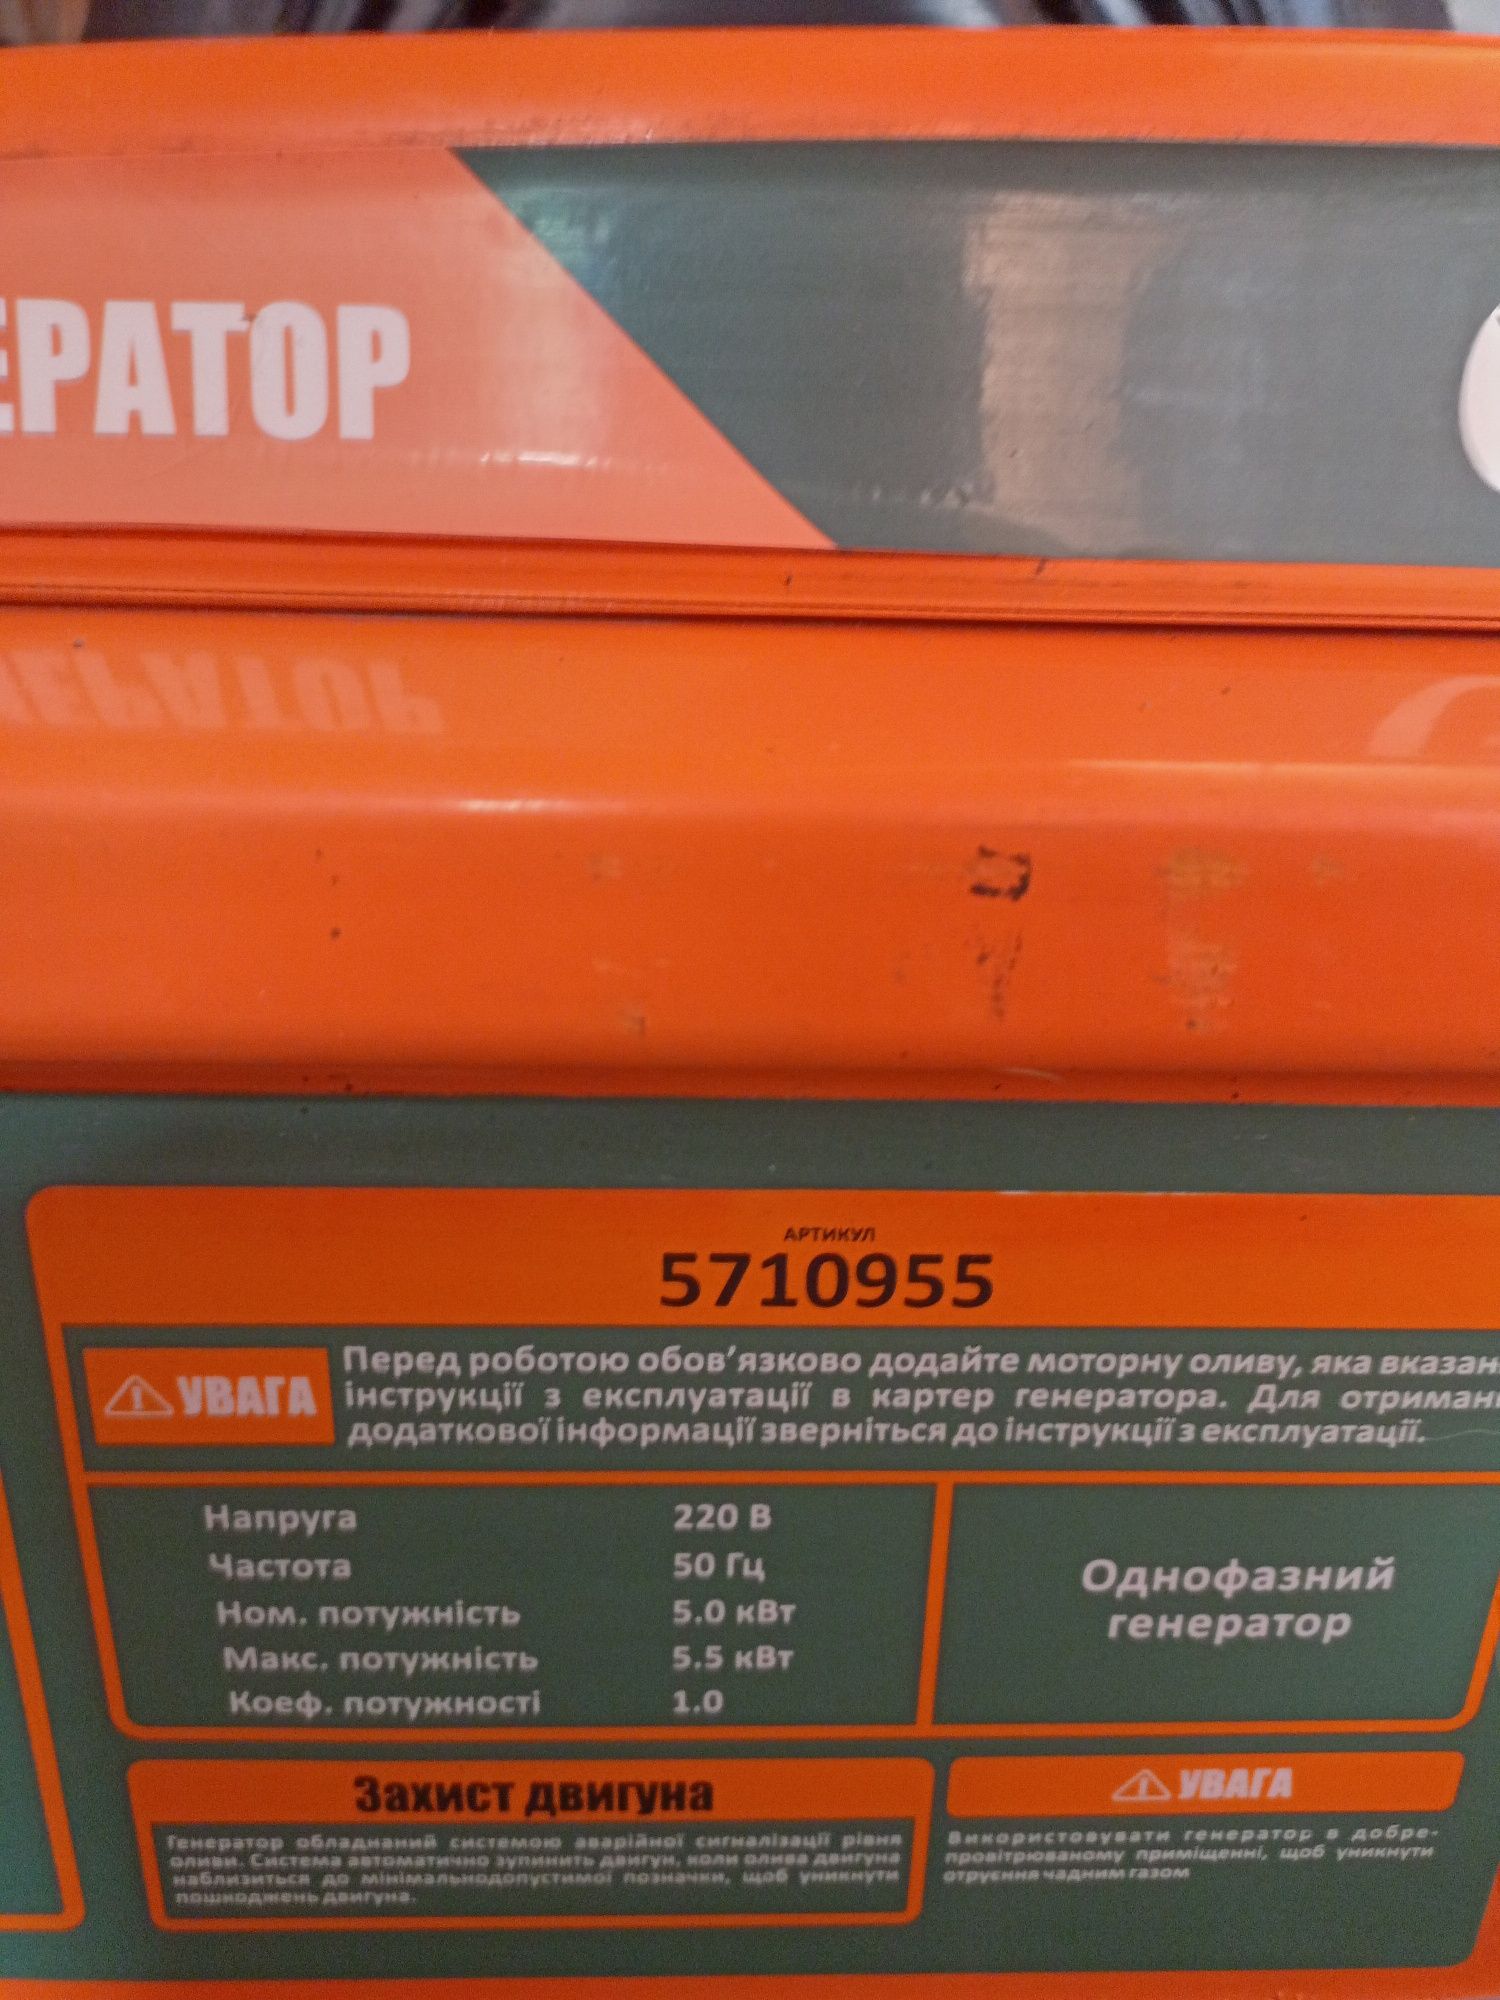 ЕРАТОР
АРТИКУЛ
5710955
УВАГА
Перед роботою обов’язково додайте моторну оливу, яка вказан
інструкції з експлуатації в картер генератора. Для отриман
додаткової інформації зверніться до інструкції з експлуатації.
Напруга 220 В
Частота 50 Гц
Ном. потужність 5.0 кВт
Макс. потужність 5.5 кВт
Коеф. потужності 1.0
Однофазний
генератор
Захист двигуна
Генератор обладнаний системою аварійної сигналізації рівня
оливи. Система автоматично зупинить двигун, коли олива двигуна
наблизиться до мінімальнодопустимої позначки, щоб уникнути
пошкоджень двигуна.
УВАГА
Використовувати генератор в добре-
провітрюваному приміщенні, щоб уникнути
отруєння чадним газом